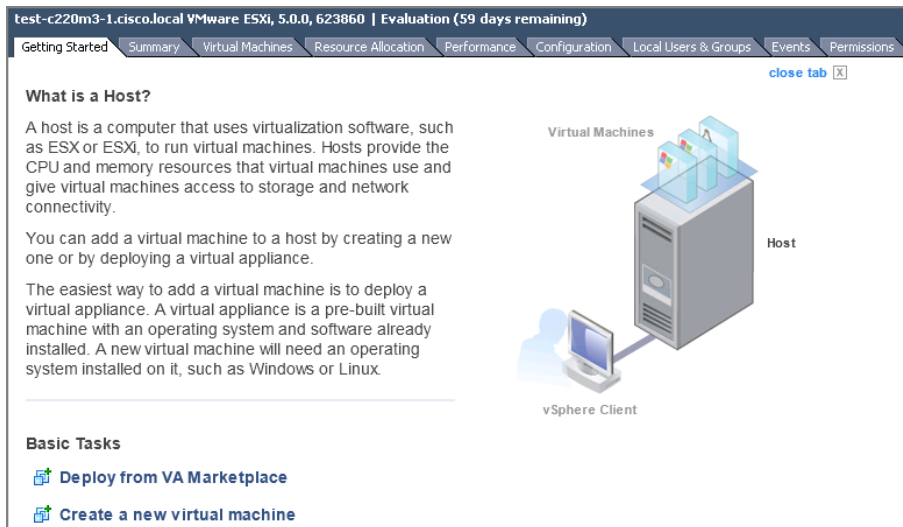 test-c220m3-1.cisco.local VMware ESXi, 5.0.0, 623860 | Evaluation (59 days remaining)
Getting Started Summary Virtual Machines Resource Allocation Performance Configuration Local Users & Groups Events Permissions
close tab X
What is a Host?
A host is a computer that uses virtualization software, such
as ESX or ESXi, to run virtual machines. Hosts provide the
CPU and memory resources that virtual machines use and
give virtual machines access to storage and network
connectivity.
You can add a virtual machine to a host by creating a new
one or by deploying a virtual appliance.
The easiest way to add a virtual machine is to deploy a
virtual appliance. A virtual appliance is a pre-built virtual
machine with an operating system and software already
installed. A new virtual machine will need an operating
system installed on it, such as Windows or Linux.
Virtual Machines
Host
vSphere Client
Basic Tasks
Deploy from VA Marketplace
Create a new virtual machine